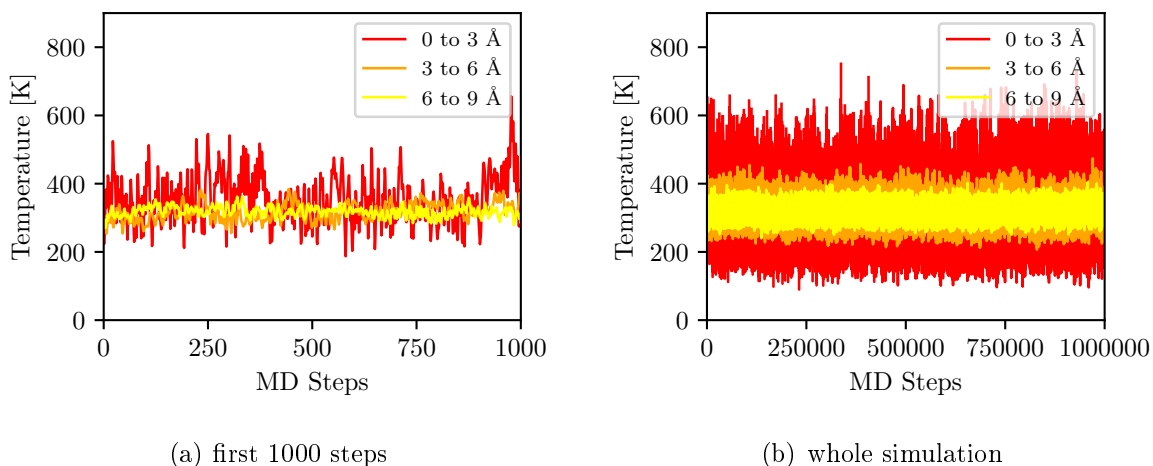 Temperature [K]
800
600
400
200
0
0 to 3 Å
3 to 6 Å
6 to 9 Å
0
250
500
750
1000
MD Steps
(a) first 1000 steps
Temperature [K]
800
600
400
200
0
0 to 3 Å
3 to 6 Å
6 to 9 Å
0
250000
500000
750000
1000000
MD Steps
(b) whole simulation